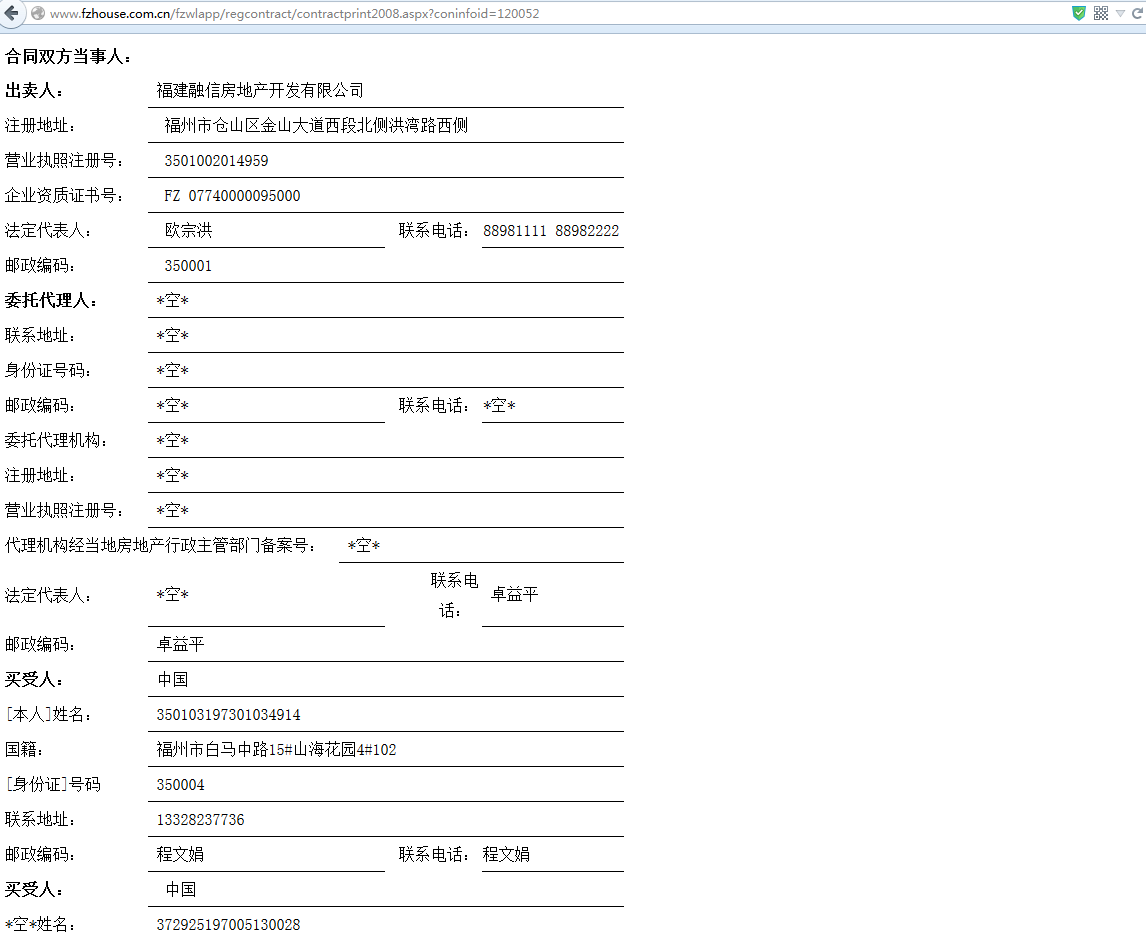 www.fzhouse.com.cn/fzwlapp/regcontract/contractprint2008.aspx?coninfoid=120052
合同双方当事人：
出卖人： 福建融信房地产开发有限公司
注册地址： 福州市仓山区金山大道西段北侧洪湾路西侧
营业执照注册号： 3501002014959
企业资质证书号： FZ 07740000095000
法定代表人： 欧宗洪 联系电话： 88981111 88982222
邮政编码： 350001
委托代理人： *空*
联系地址： *空*
身份证号码： *空*
邮政编码： *空* 联系电话： *空*
委托代理机构： *空*
注册地址： *空*
营业执照注册号： *空*
代理机构经当地房地产行政主管部门备案号： *空*
法定代表人： *空* 联系电话： 卓益平
邮政编码： 卓益平
买受人： 中国
[本人]姓名： 350103197301034914
国籍： 福州市白马中路15#山海花园4#102
[身份证]号码 350004
联系地址： 13328237736
邮政编码： 程文娟 联系电话： 程文娟
买受人： 中国
*空*姓名： 372925197005130028